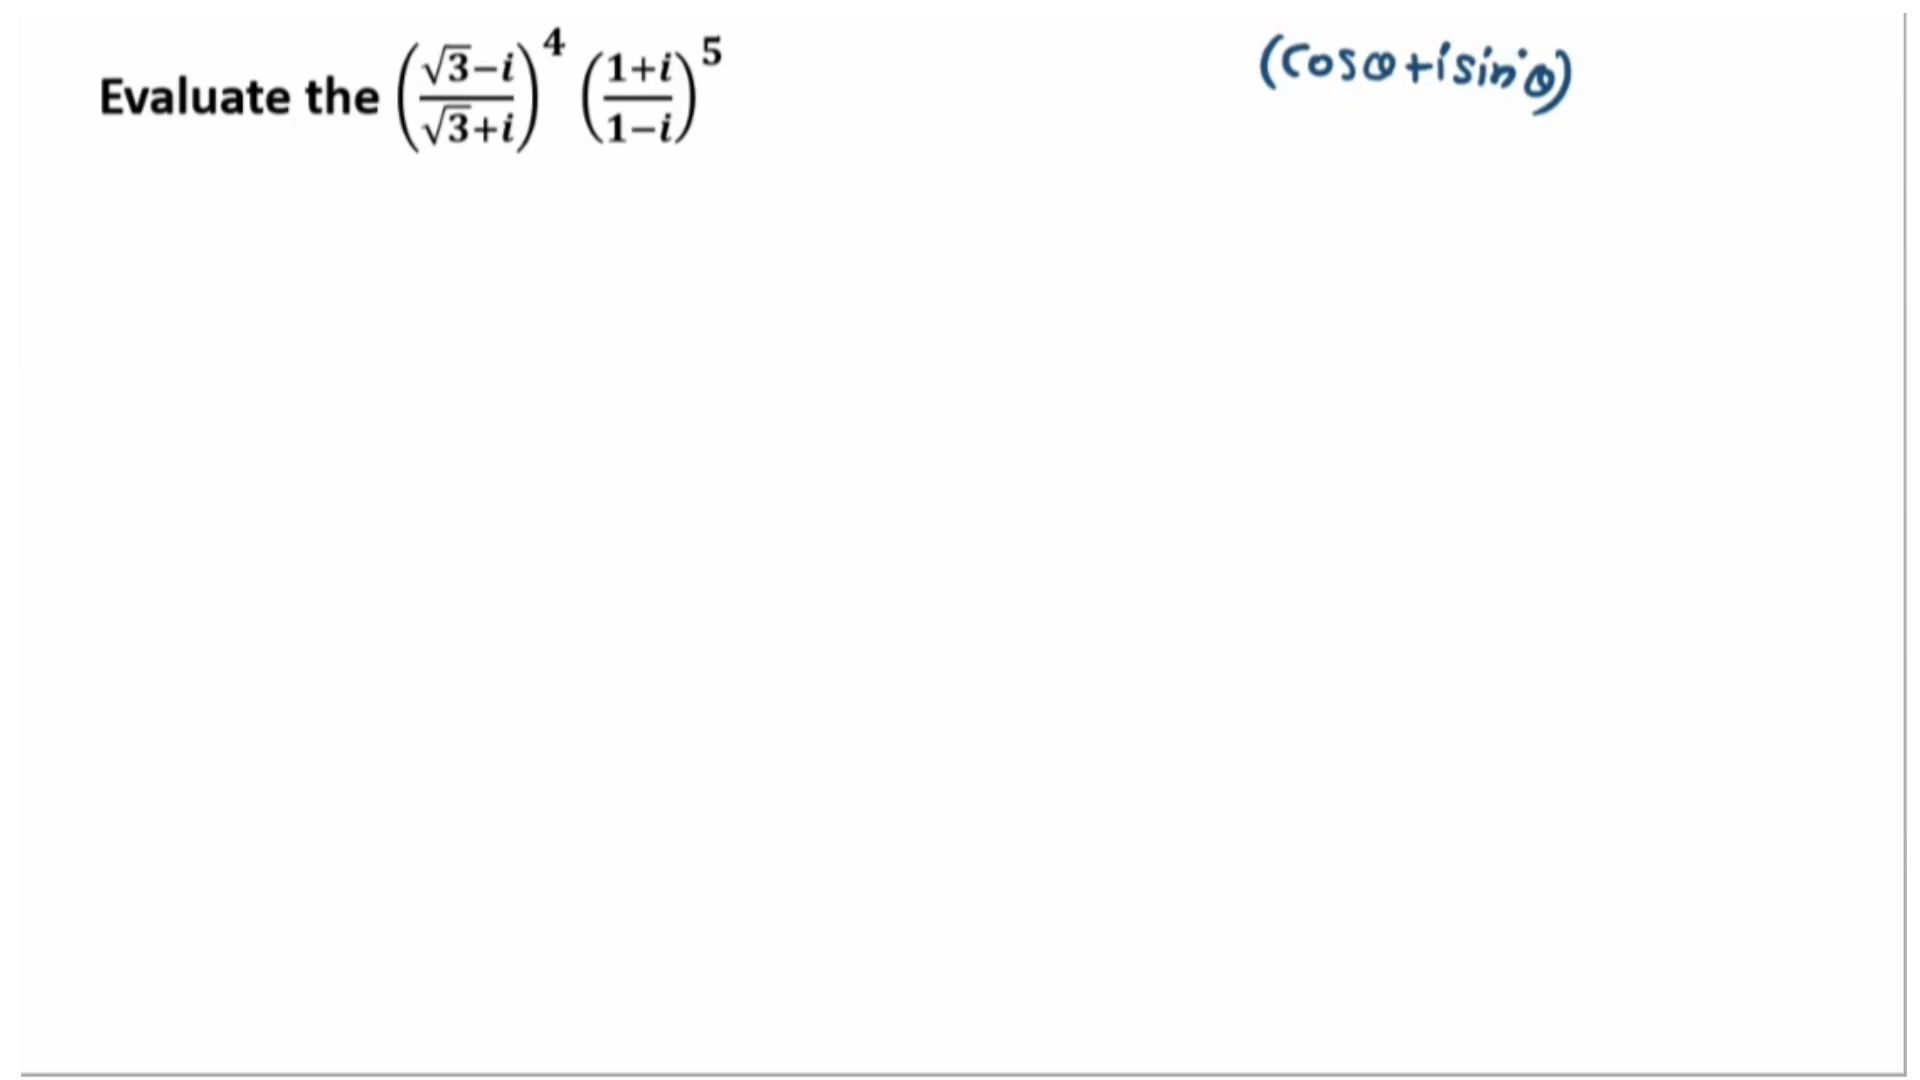 Evaluate the (√3−i / √3+i)^4 (1+i / 1−i)^5
(cosθ+isinθ)